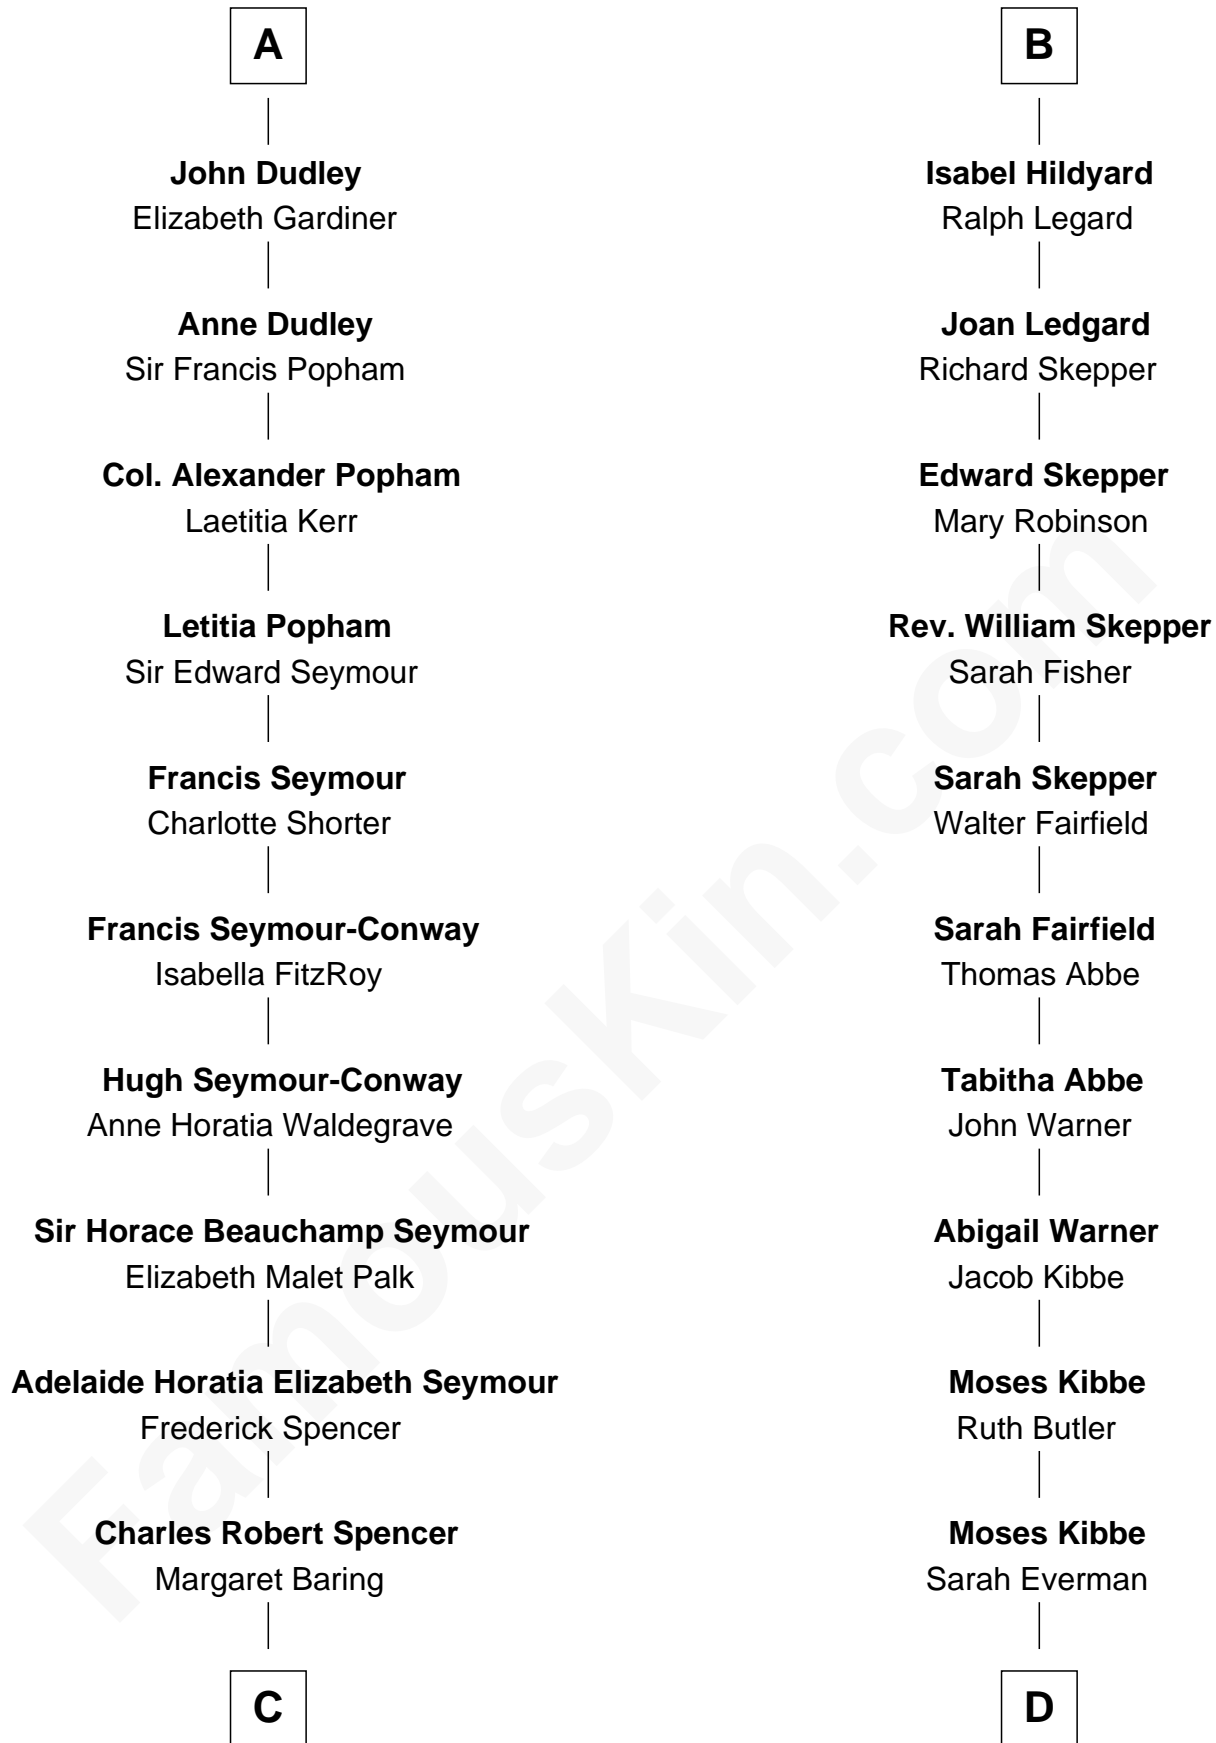 A
John Dudley
Elizabeth Gardiner
Anne Dudley
Sir Francis Popham
Col. Alexander Popham
Laetitia Kerr
Letitia Popham
Sir Edward Seymour
Francis Seymour
Charlotte Shorter
Francis Seymour-Conway
Isabella FitzRoy
Hugh Seymour-Conway
Anne Horatia Waldegrave
Sir Horace Beauchamp Seymour
Elizabeth Malet Palk
Adelaide Horatia Elizabeth Seymour
Frederick Spencer
Charles Robert Spencer
Margaret Baring
C
B
Isabel Hildyard
Ralph Legard
Joan Ledgard
Richard Skepper
Edward Skepper
Mary Robinson
Rev. William Skepper
Sarah Fisher
Sarah Skepper
Walter Fairfield
Sarah Fairfield
Thomas Abbe
Tabitha Abbe
John Warner
Abigail Warner
Jacob Kibbe
Moses Kibbe
Ruth Butler
Moses Kibbe
Sarah Everman
D
FamousKin.com